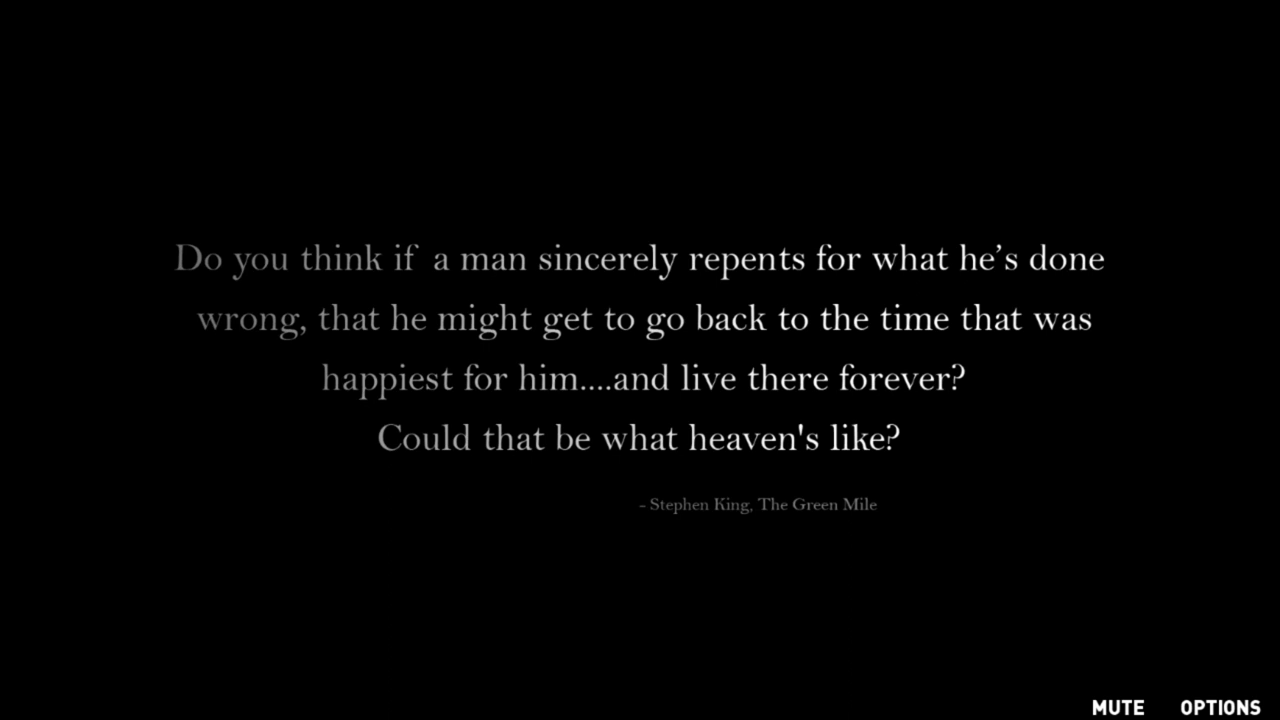 Do you think if a man sincerely repents for what he’s done
wrong, that he might get to go back to the time that was
happiest for him....and live there forever?
Could that be what heaven's like?
- Stephen King, The Green Mile
MUTE OPTIONS